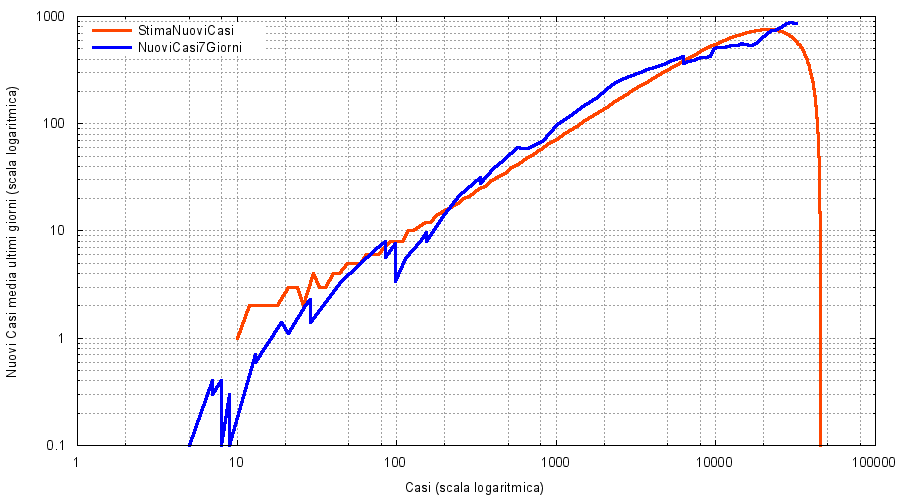 StimaNuoviCasi
NuoviCasi7Giorni
1000
100
10
1
0.1
Nuovi Casi media ultimi giorni (scala logaritmica)
1
10
100
1000
10000
100000
Casi (scala logaritmica)